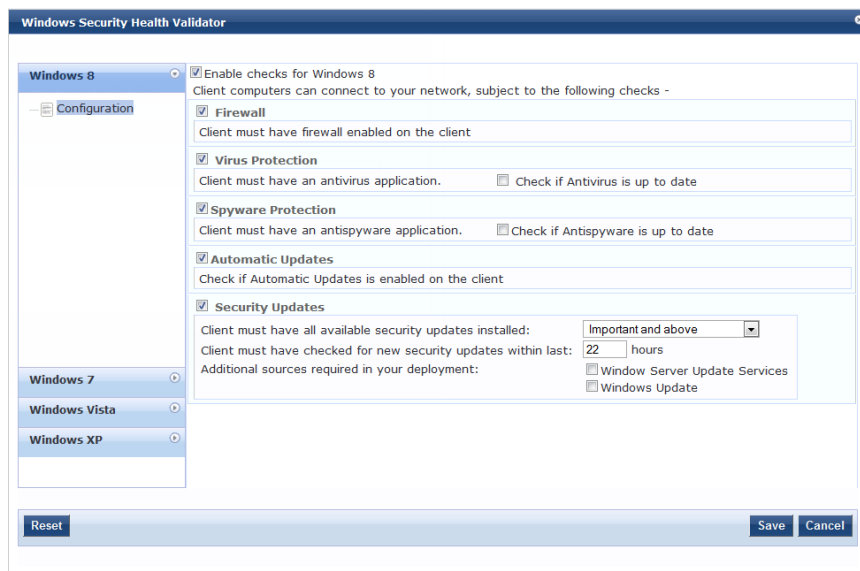 Windows Security Health Validator
Windows 8
Configuration
Windows 7
Windows Vista
Windows XP
Enable checks for Windows 8
Client computers can connect to your network, subject to the following checks -
Firewall
Client must have firewall enabled on the client
Virus Protection
Client must have an antivirus application. Check if Antivirus is up to date
Spyware Protection
Client must have an antispyware application. Check if Antispyware is up to date
Automatic Updates
Check if Automatic Updates is enabled on the client
Security Updates
Client must have all available security updates installed: Important and above
Client must have checked for new security updates within last: 22 hours
Additional sources required in your deployment: Window Server Update Services
Windows Update
Reset Save Cancel